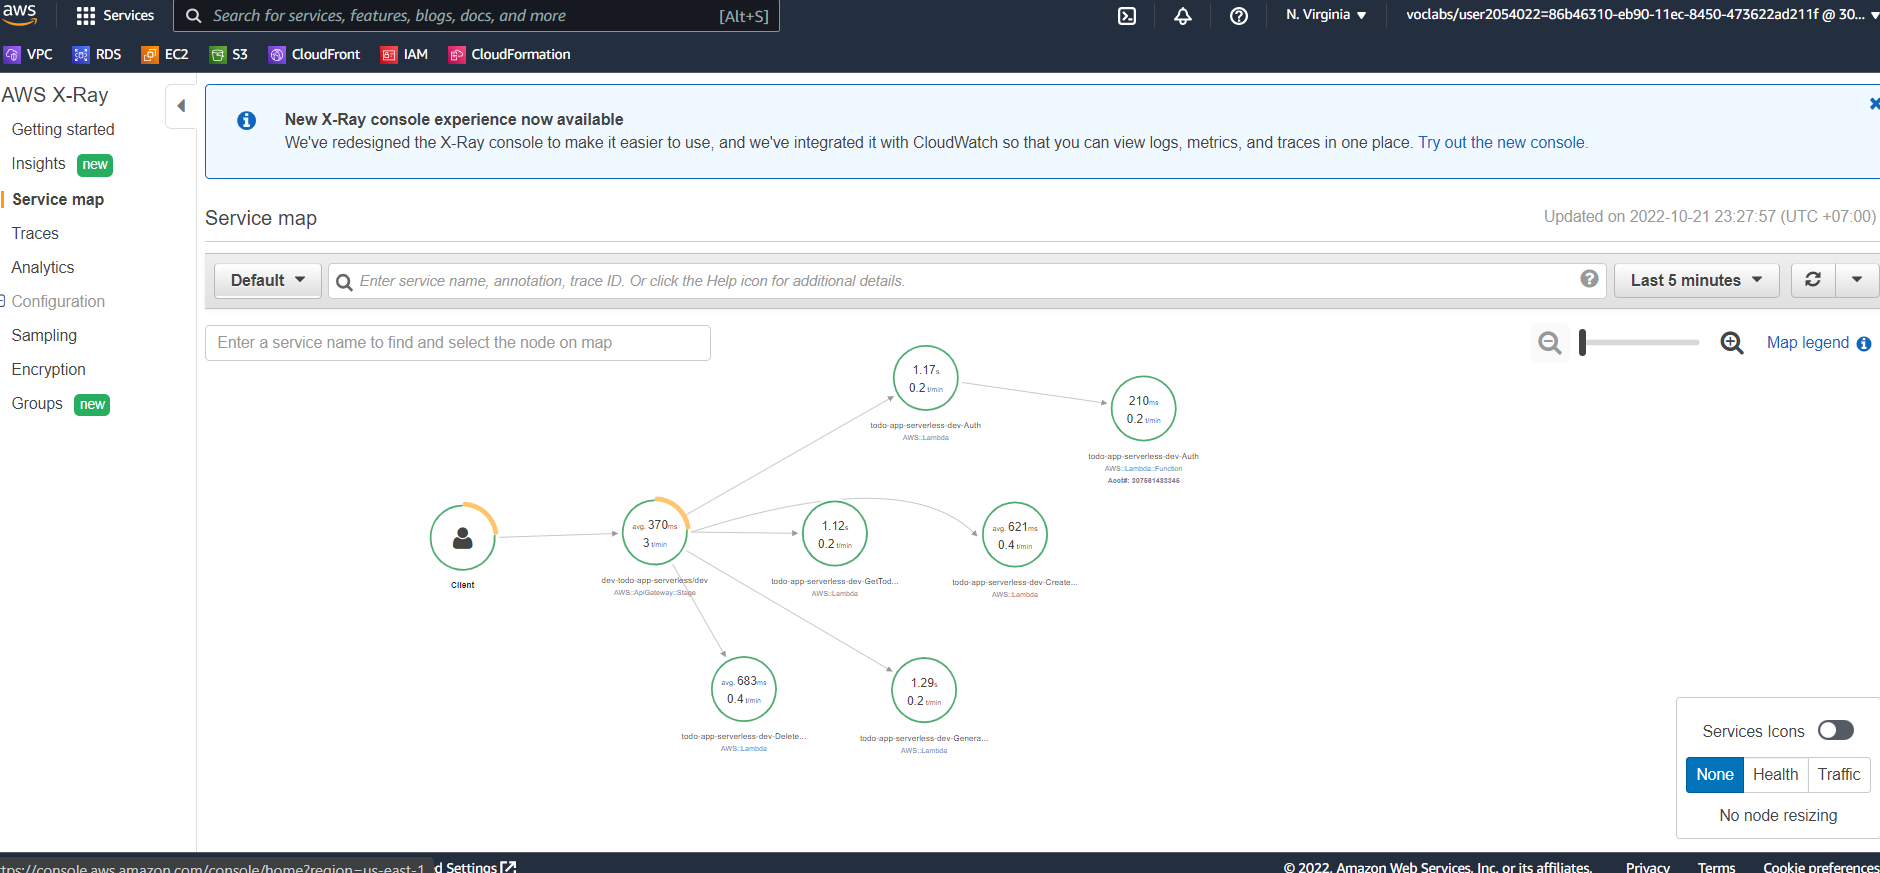 aws
Services
Search for services, features, blogs, docs, and more
[Alt+S]
N. Virginia
voclabs/user2054022=86b46310-eb90-11ec-8450-473622ad211f @ 30...
VPC
RDS
EC2
S3
CloudFront
IAM
CloudFormation
AWS X-Ray
Getting started
Insights new
Service map
Traces
Analytics
Configuration
Sampling
Encryption
Groups new
New X-Ray console experience now available
We've redesigned the X-Ray console to make it easier to use, and we've integrated it with CloudWatch so that you can view logs, metrics, and traces in one place. Try out the new console.
Service map
Updated on 2022-10-21 23:27:57 (UTC +07:00)
Default
Enter service name, annotation, trace ID. Or click the Help icon for additional details.
Last 5 minutes
Enter a service name to find and select the node on map
Map legend
1.17s
0.2 t/min
todo-app-serverless-dev-Auth
AWS::Lambda
210ms
0.2 t/min
todo-app-serverless-dev-Auth
AWS::Lambda::Function
Client
avg. 370ms
3 t/min
dev-todo-app-serverless/dev
AWS::ApiGateway::Stage
1.12s
0.2 t/min
todo-app-serverless-dev-GetTod...
AWS::Lambda
avg. 621ms
0.4 t/min
todo-app-serverless-dev-Create...
AWS::Lambda
avg. 683ms
0.4 t/min
todo-app-serverless-dev-Delete...
AWS::Lambda
1.29s
0.2 t/min
todo-app-serverless-dev-Genera...
AWS::Lambda
Services Icons
None
Health
Traffic
No node resizing
ttps://console.aws.amazon.com/console/home?region=us-east-1
d Settings
© 2022, Amazon Web Services, Inc. or its affiliates.
Privacy
Terms
Cookie preferences